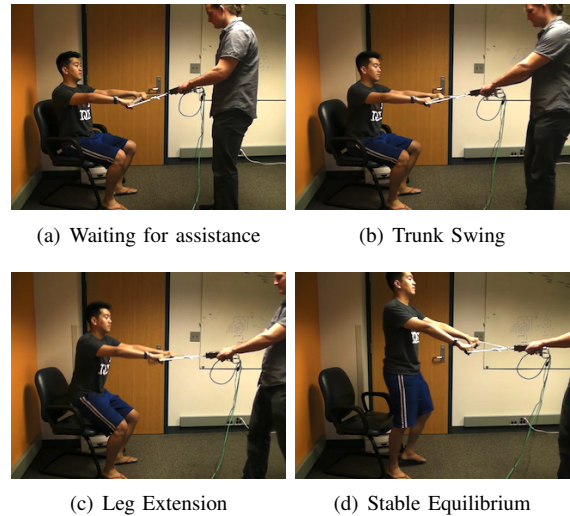 (a) Waiting for assistance
(b) Trunk Swing
(c) Leg Extension
(d) Stable Equilibrium